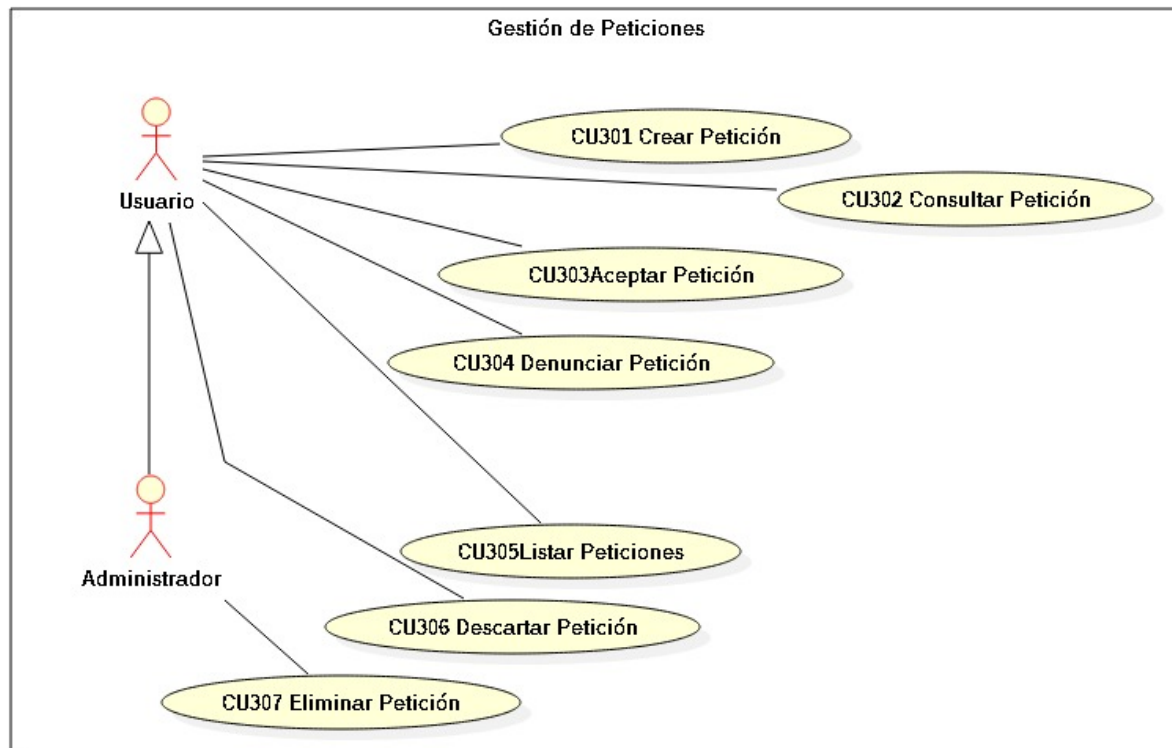 Gestión de Peticiones
CU301 Crear Petición
CU302 Consultar Petición
Usuario
CU303Aceptar Petición
CU304 Denunciar Petición
CU305Listar Peticiones
Administrador
CU306 Descartar Petición
CU307 Eliminar Petición